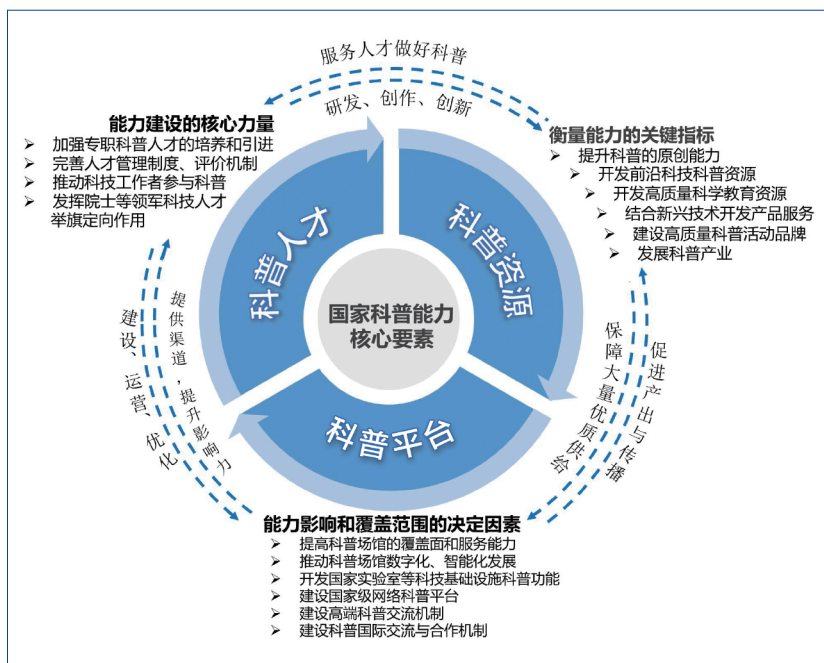 服务人才做好科普
研发、创作、创新
能力建设的核心力量
➢ 加强专职科普人才的培养和引进
➢ 完善人才管理制度、评价机制
➢ 推动科技工作者参与科普
➢ 发挥院士等领军科技人才
举旗定向作用
衡量能力的关键指标
➢ 提升科普的原创能力
➢ 开发前沿科技科普资源
➢ 开发高质量科学教育资源
➢ 结合新兴技术开发产品服务
➢ 建设高质量科普活动品牌
➢ 发展科普产业
科普人才
科普资源
国家科普能力
核心要素
科普平台
提供渠道，提升影响力
建设、运营、优化
保障大量优质供给
促进产出与传播
能力影响和覆盖范围的决定因素
➢ 提高科普场馆的覆盖面和服务能力
➢ 推动科普场馆数字化、智能化发展
➢ 开发国家实验室等科技基础设施科普功能
➢ 建设国家级网络科普平台
➢ 建设高端科普交流机制
➢ 建设科普国际交流与合作机制